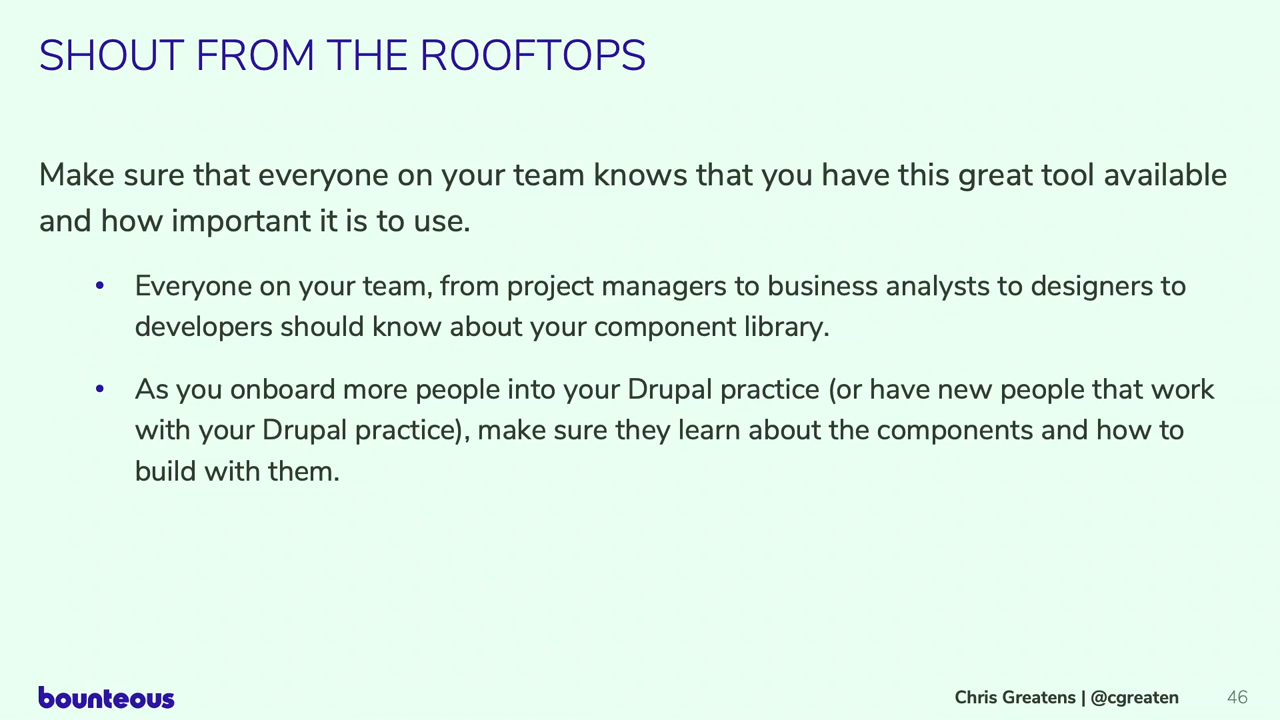 SHOUT FROM THE ROOFTOPS
Make sure that everyone on your team knows that you have this great tool available
and how important it is to use.
• Everyone on your team, from project managers to business analysts to designers to
developers should know about your component library.
• As you onboard more people into your Drupal practice (or have new people that work
with your Drupal practice), make sure they learn about the components and how to
build with them.
bounteous
Chris Greatens | @cgreaten 46